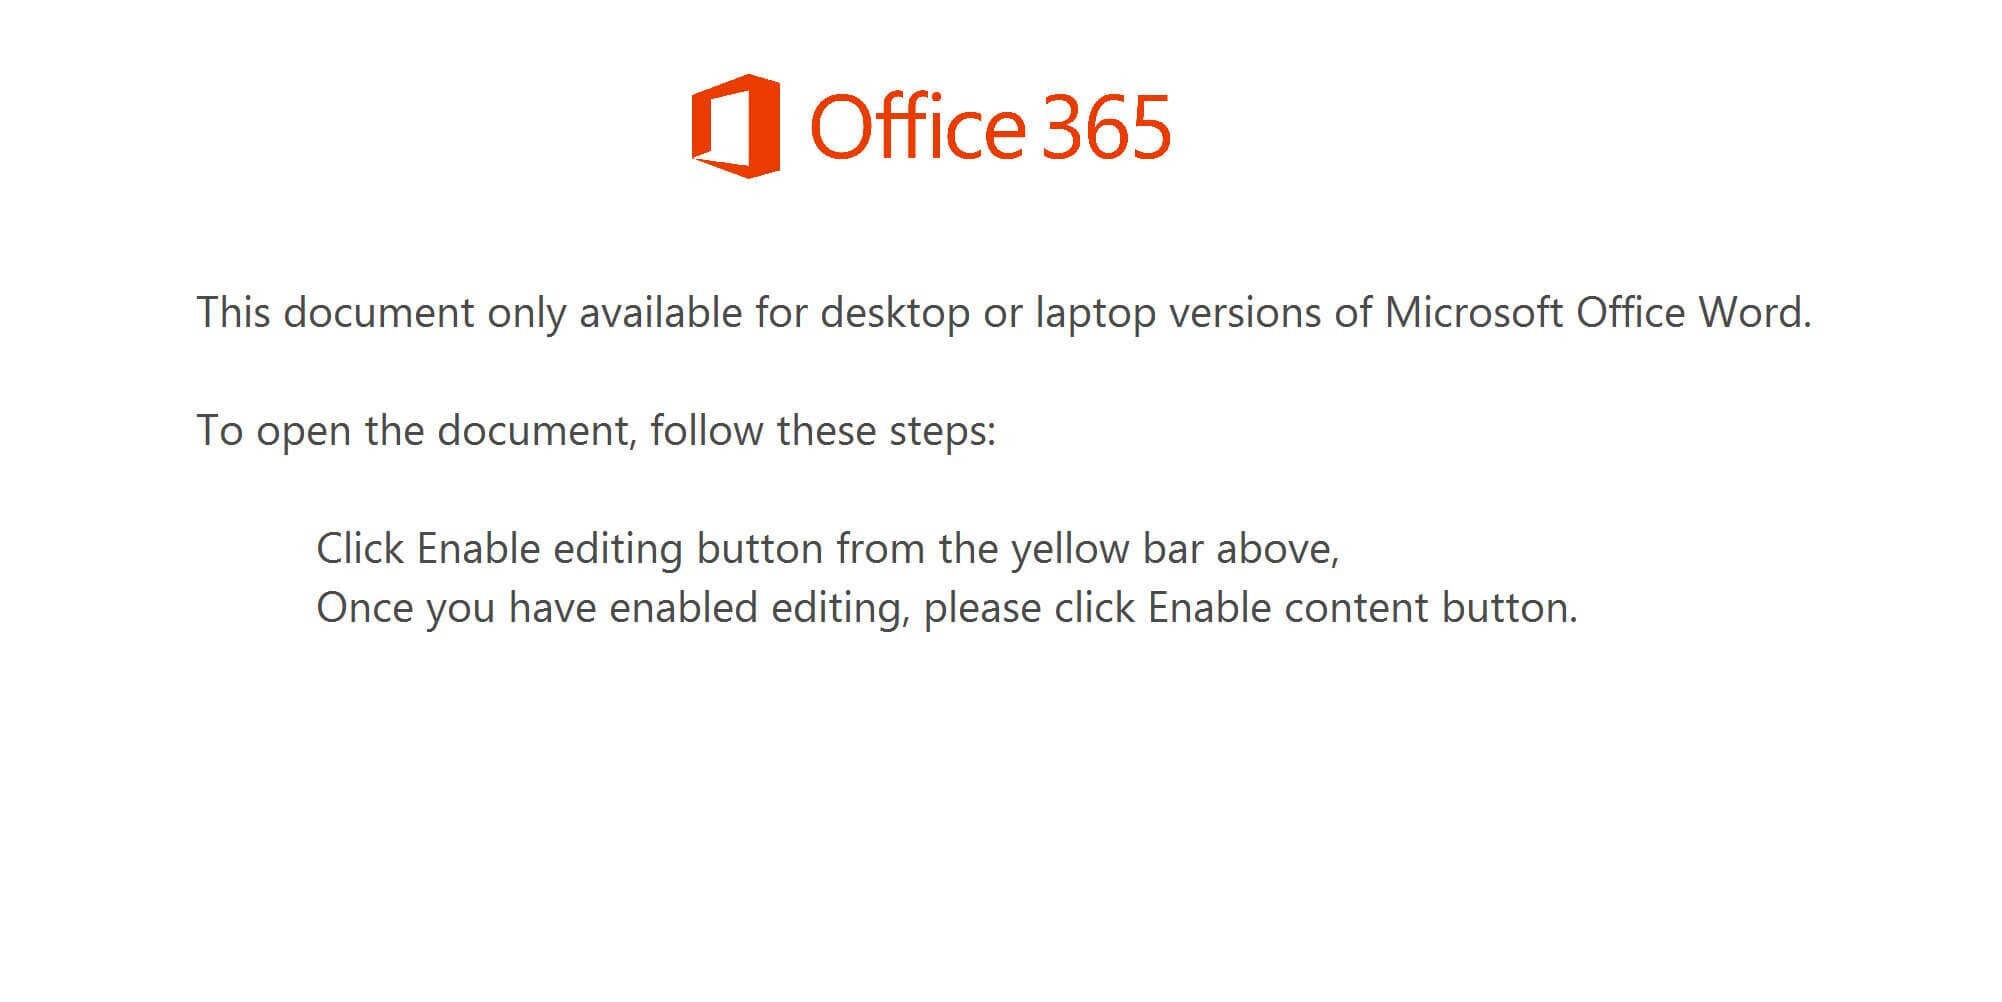 Office 365
This document only available for desktop or laptop versions of Microsoft Office Word.
To open the document, follow these steps:
Click Enable editing button from the yellow bar above,
Once you have enabled editing, please click Enable content button.